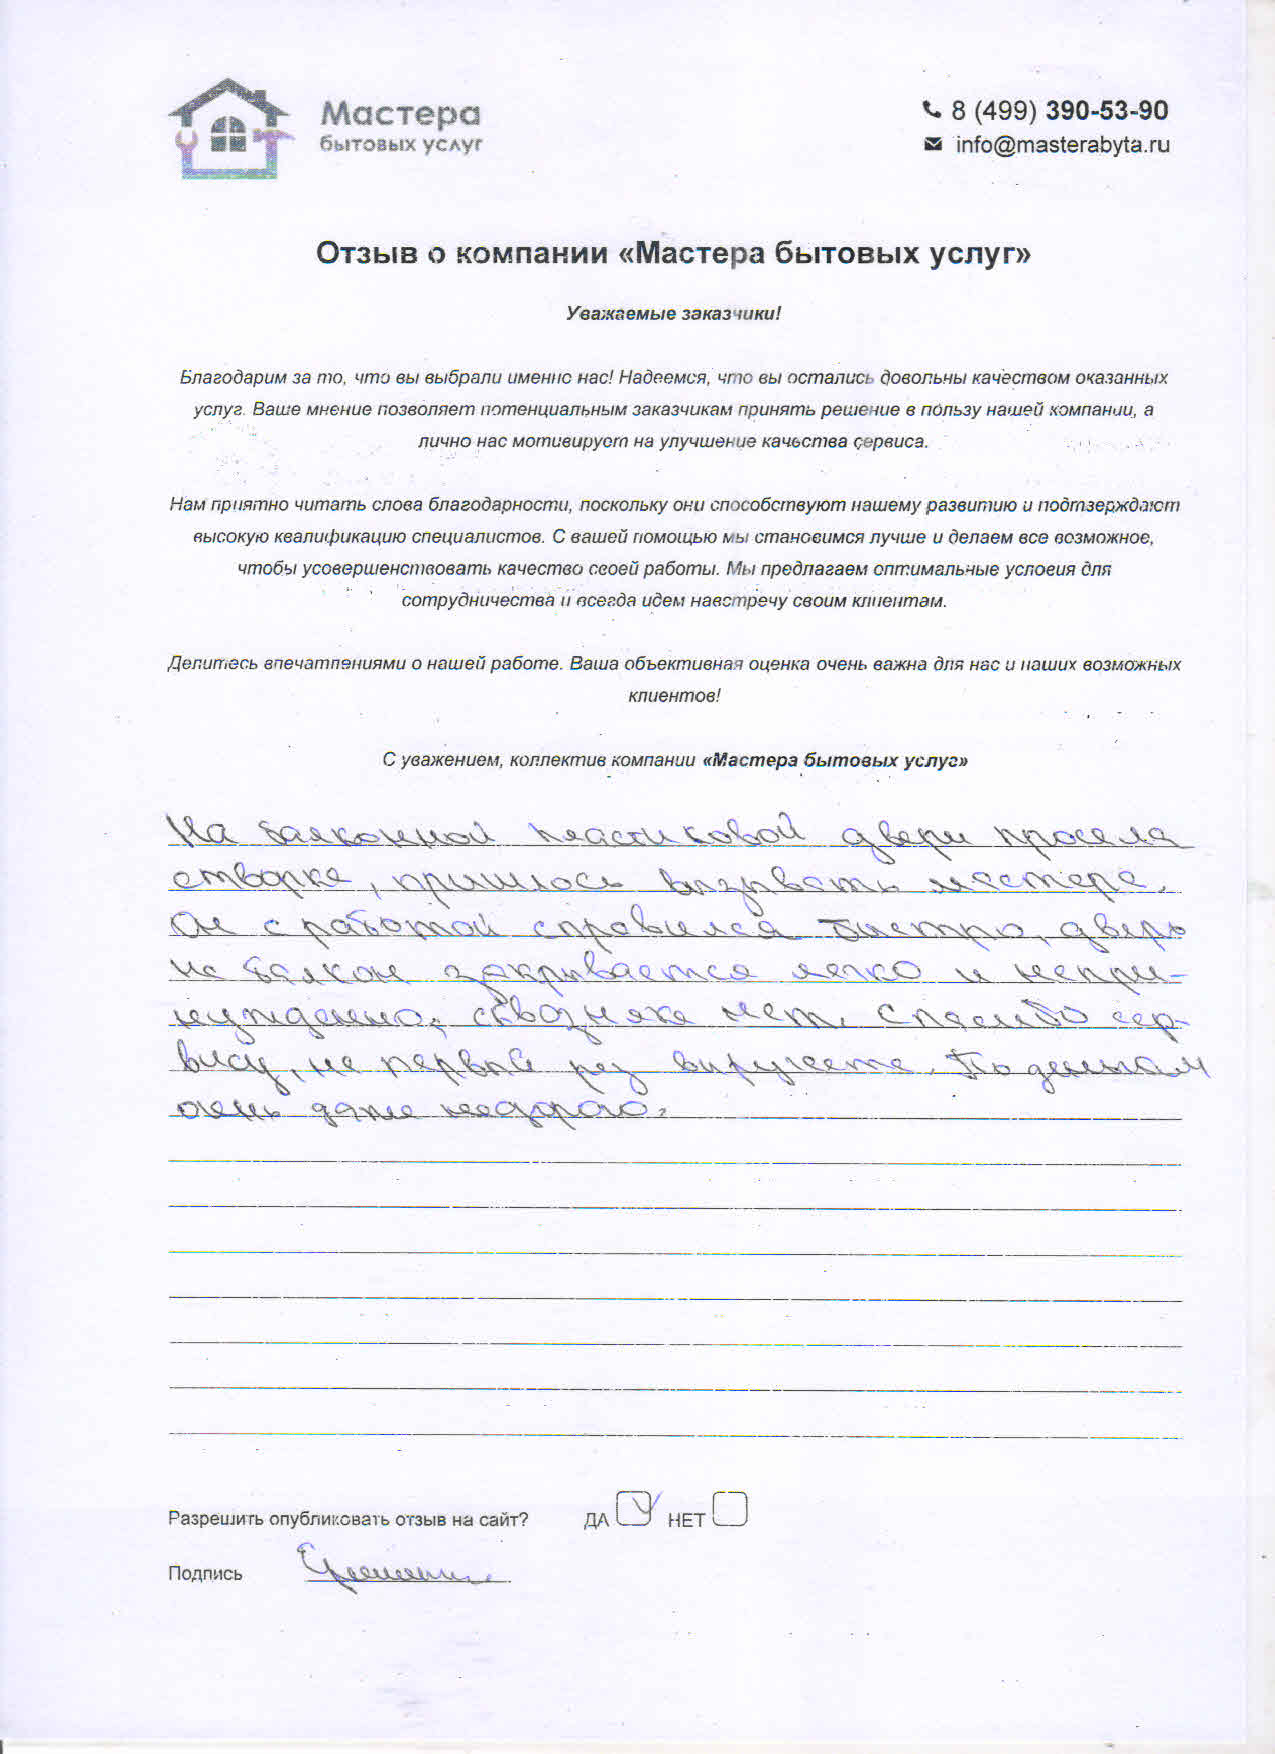 Мастера
бытовых услуг
8 (499) 390-53-90
info@masterabyta.ru
Отзыв о компании «Мастера бытовых услуг»
Уважаемые заказчики!
Благодарим за то, что вы выбрали именно нас! Надеемся, что вы остались довольны качеством оказанных
услуг. Ваше мнение позволяет потенциальным заказчикам принять решение в пользу нашей компании, а
лично нас мотивирует на улучшение качества сервиса.
Нам приятно читать слова благодарности, поскольку они способствуют нашему развитию и подтверждают
высокую квалификацию специалистов. С вашей помощью мы становимся лучше и делаем все возможное,
чтобы усовершенствовать качество своей работы. Мы предлагаем оптимальные условия для
сотрудничества и всегда идем навстречу своим клиентам.
Делитесь впечатлениями о нашей работе. Ваша объективная оценка очень важна для нас и наших возможных
клиентов!
С уважением, коллектив компании «Мастера бытовых услуг»
На балконной пластиковой двери просела
створка, пришлось вызывать мастера.
Он с работой справился быстро, дверь
на балкон закрывается легко и непри-
нужденно, сквозняка нет. Спасибо сер-
вису, не первый раз выручаете. По деньгам
очень даже недорого.
Разрешить опубликовать отзыв на сайт? ДА НЕТ
Подпись